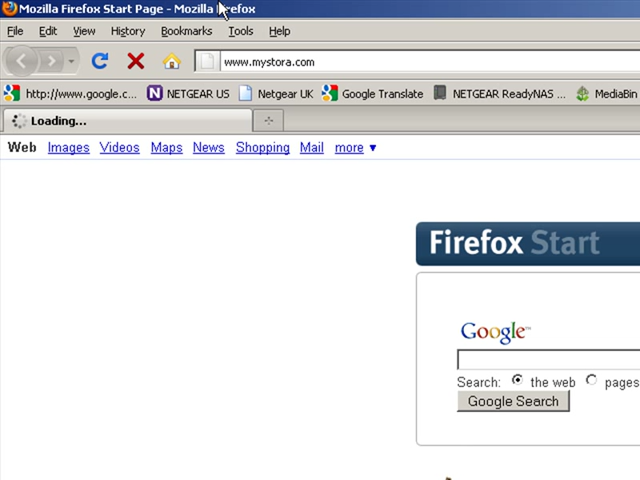 Mozilla Firefox Start Page - Mozilla Firefox
File Edit View History Bookmarks Tools Help
www.mystora.com
http://www.google.c... NETGEAR US Netgear UK Google Translate NETGEAR ReadyNAS ... MediaBin
Loading...
Web Images Videos Maps News Shopping Mail more ▼
Firefox Start
Google™
Search: the web pages
Google Search